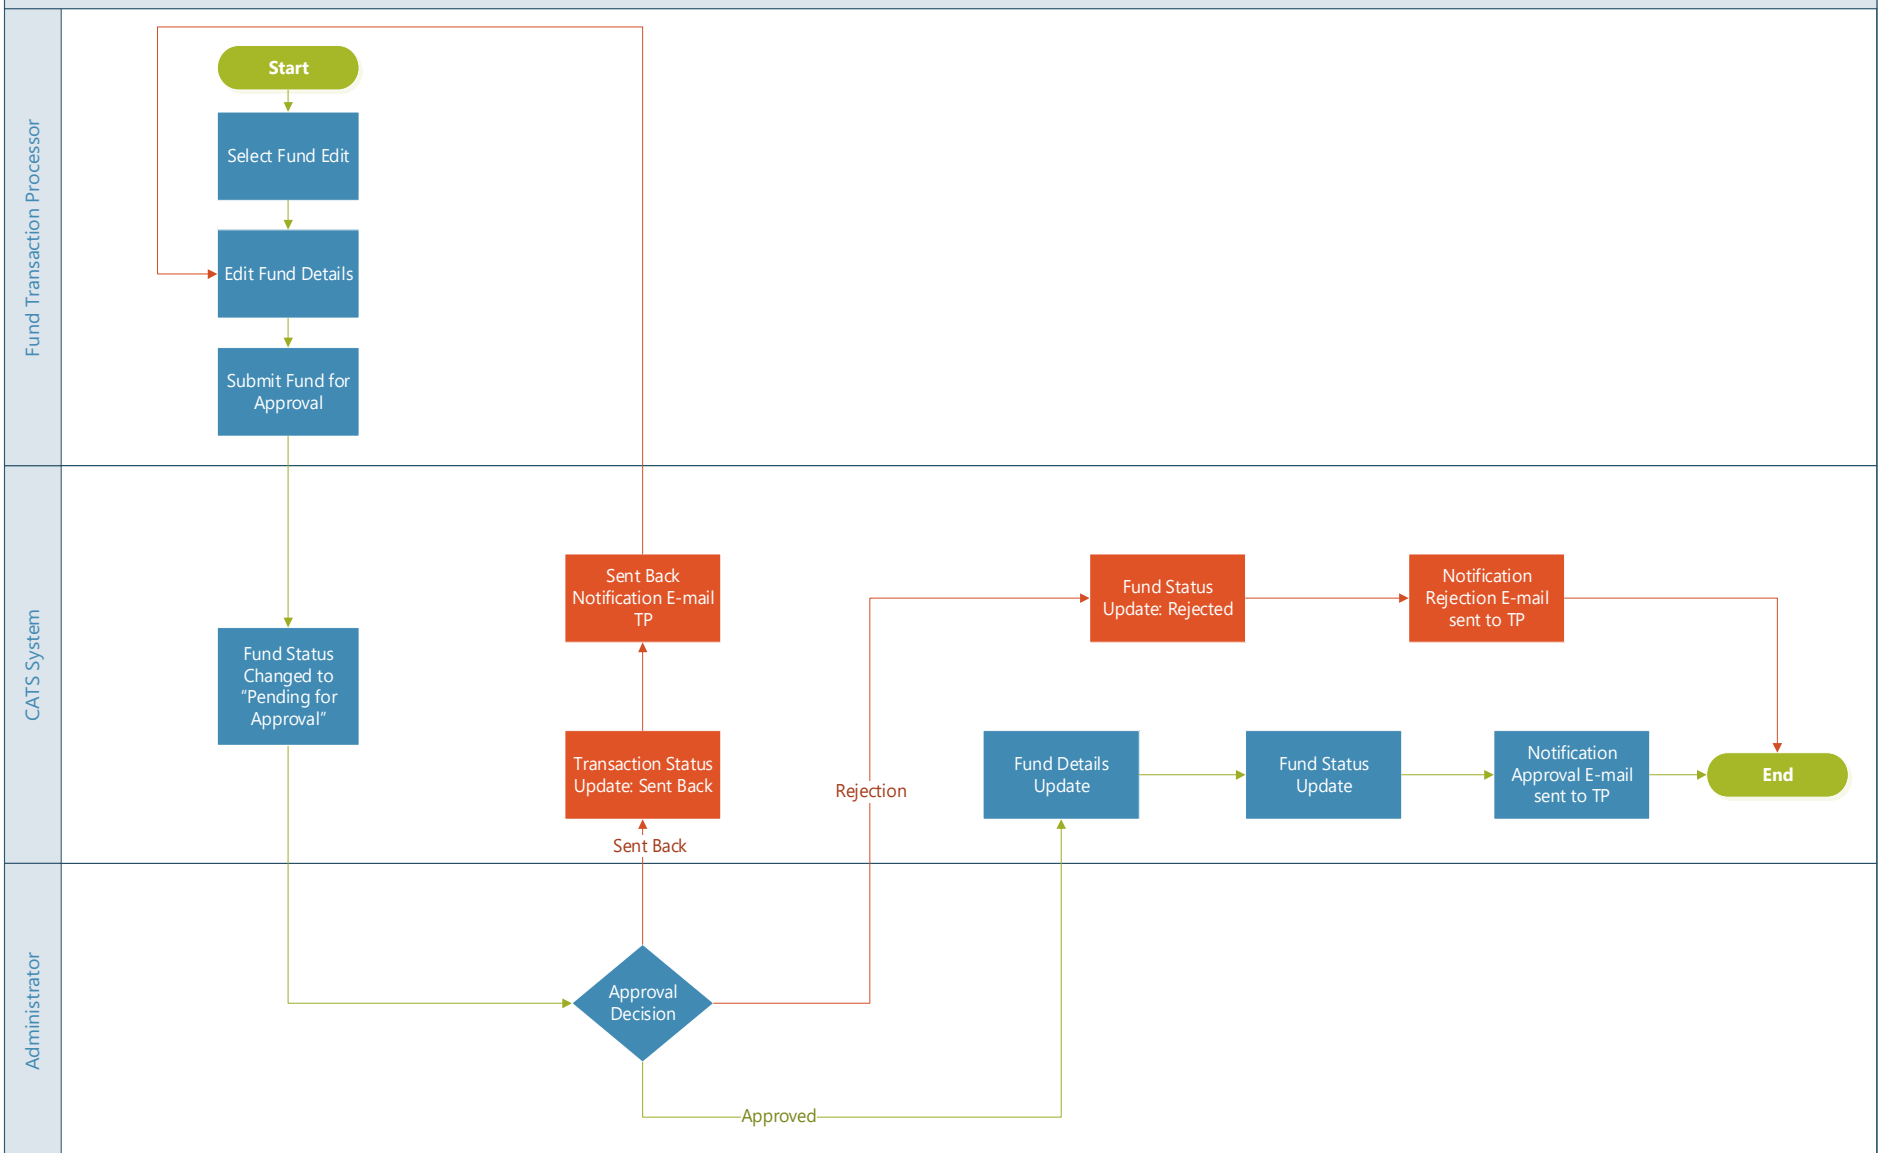 Fund Transaction Processor
Start
Select Fund Edit
Edit Fund Details
Submit Fund for
Approval
CATS System
Fund Status
Changed to
“Pending for
Approval”
Sent Back
Notification E-mail
TP
Transaction Status
Update: Sent Back
Sent Back
Rejection
Fund Status
Update: Rejected
Notification
Rejection E-mail
sent to TP
Fund Details
Update
Fund Status
Update
Notification
Approval E-mail
sent to TP
End
Administrator
Approval
Decision
Approved